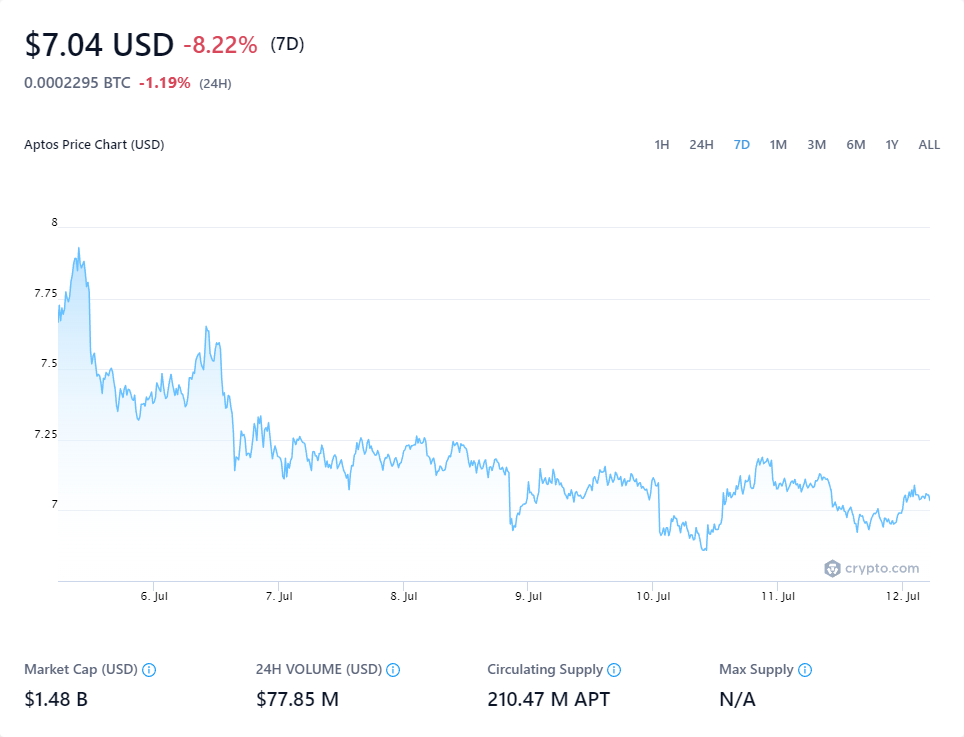 $7.04 USD -8.22% (7D)
0.0002295 BTC -1.19% (24H)
Aptos Price Chart (USD) 1H 24H 7D 1M 3M 6M 1Y ALL
8
7.75
7.5
7.25
7
crypto.com
6. Jul 7. Jul 8. Jul 9. Jul 10. Jul 11. Jul 12. Jul
Market Cap (USD) 24H VOLUME (USD) Circulating Supply Max Supply
$1.48 B $77.85 M 210.47 M APT N/A